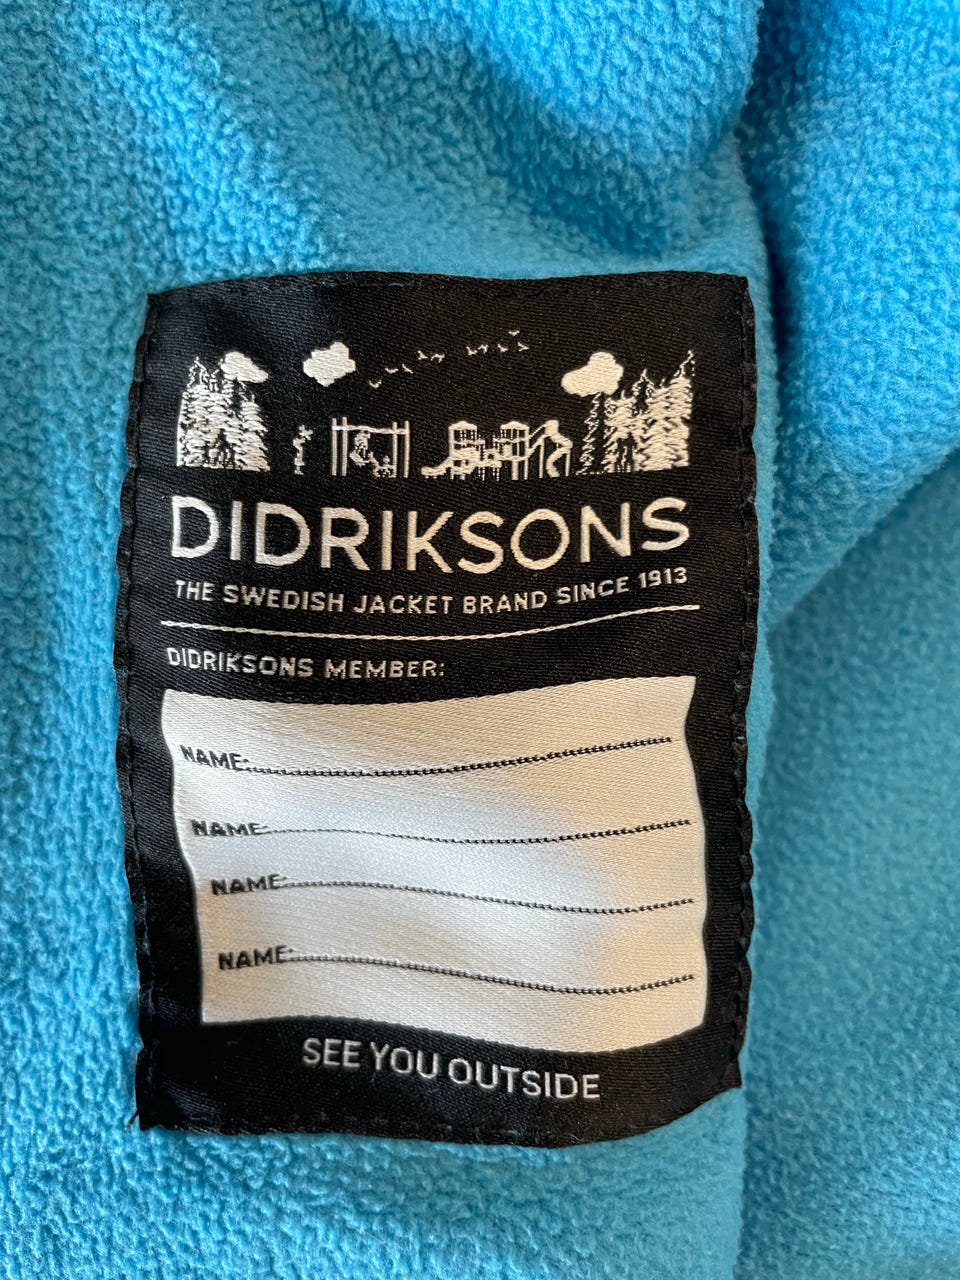 DIDRIKSONS
THE SWEDISH JACKET BRAND SINCE 1913
DIDRIKSONS MEMBER:
NAME:
NAME:
NAME:
NAME:
SEE YOU OUTSIDE